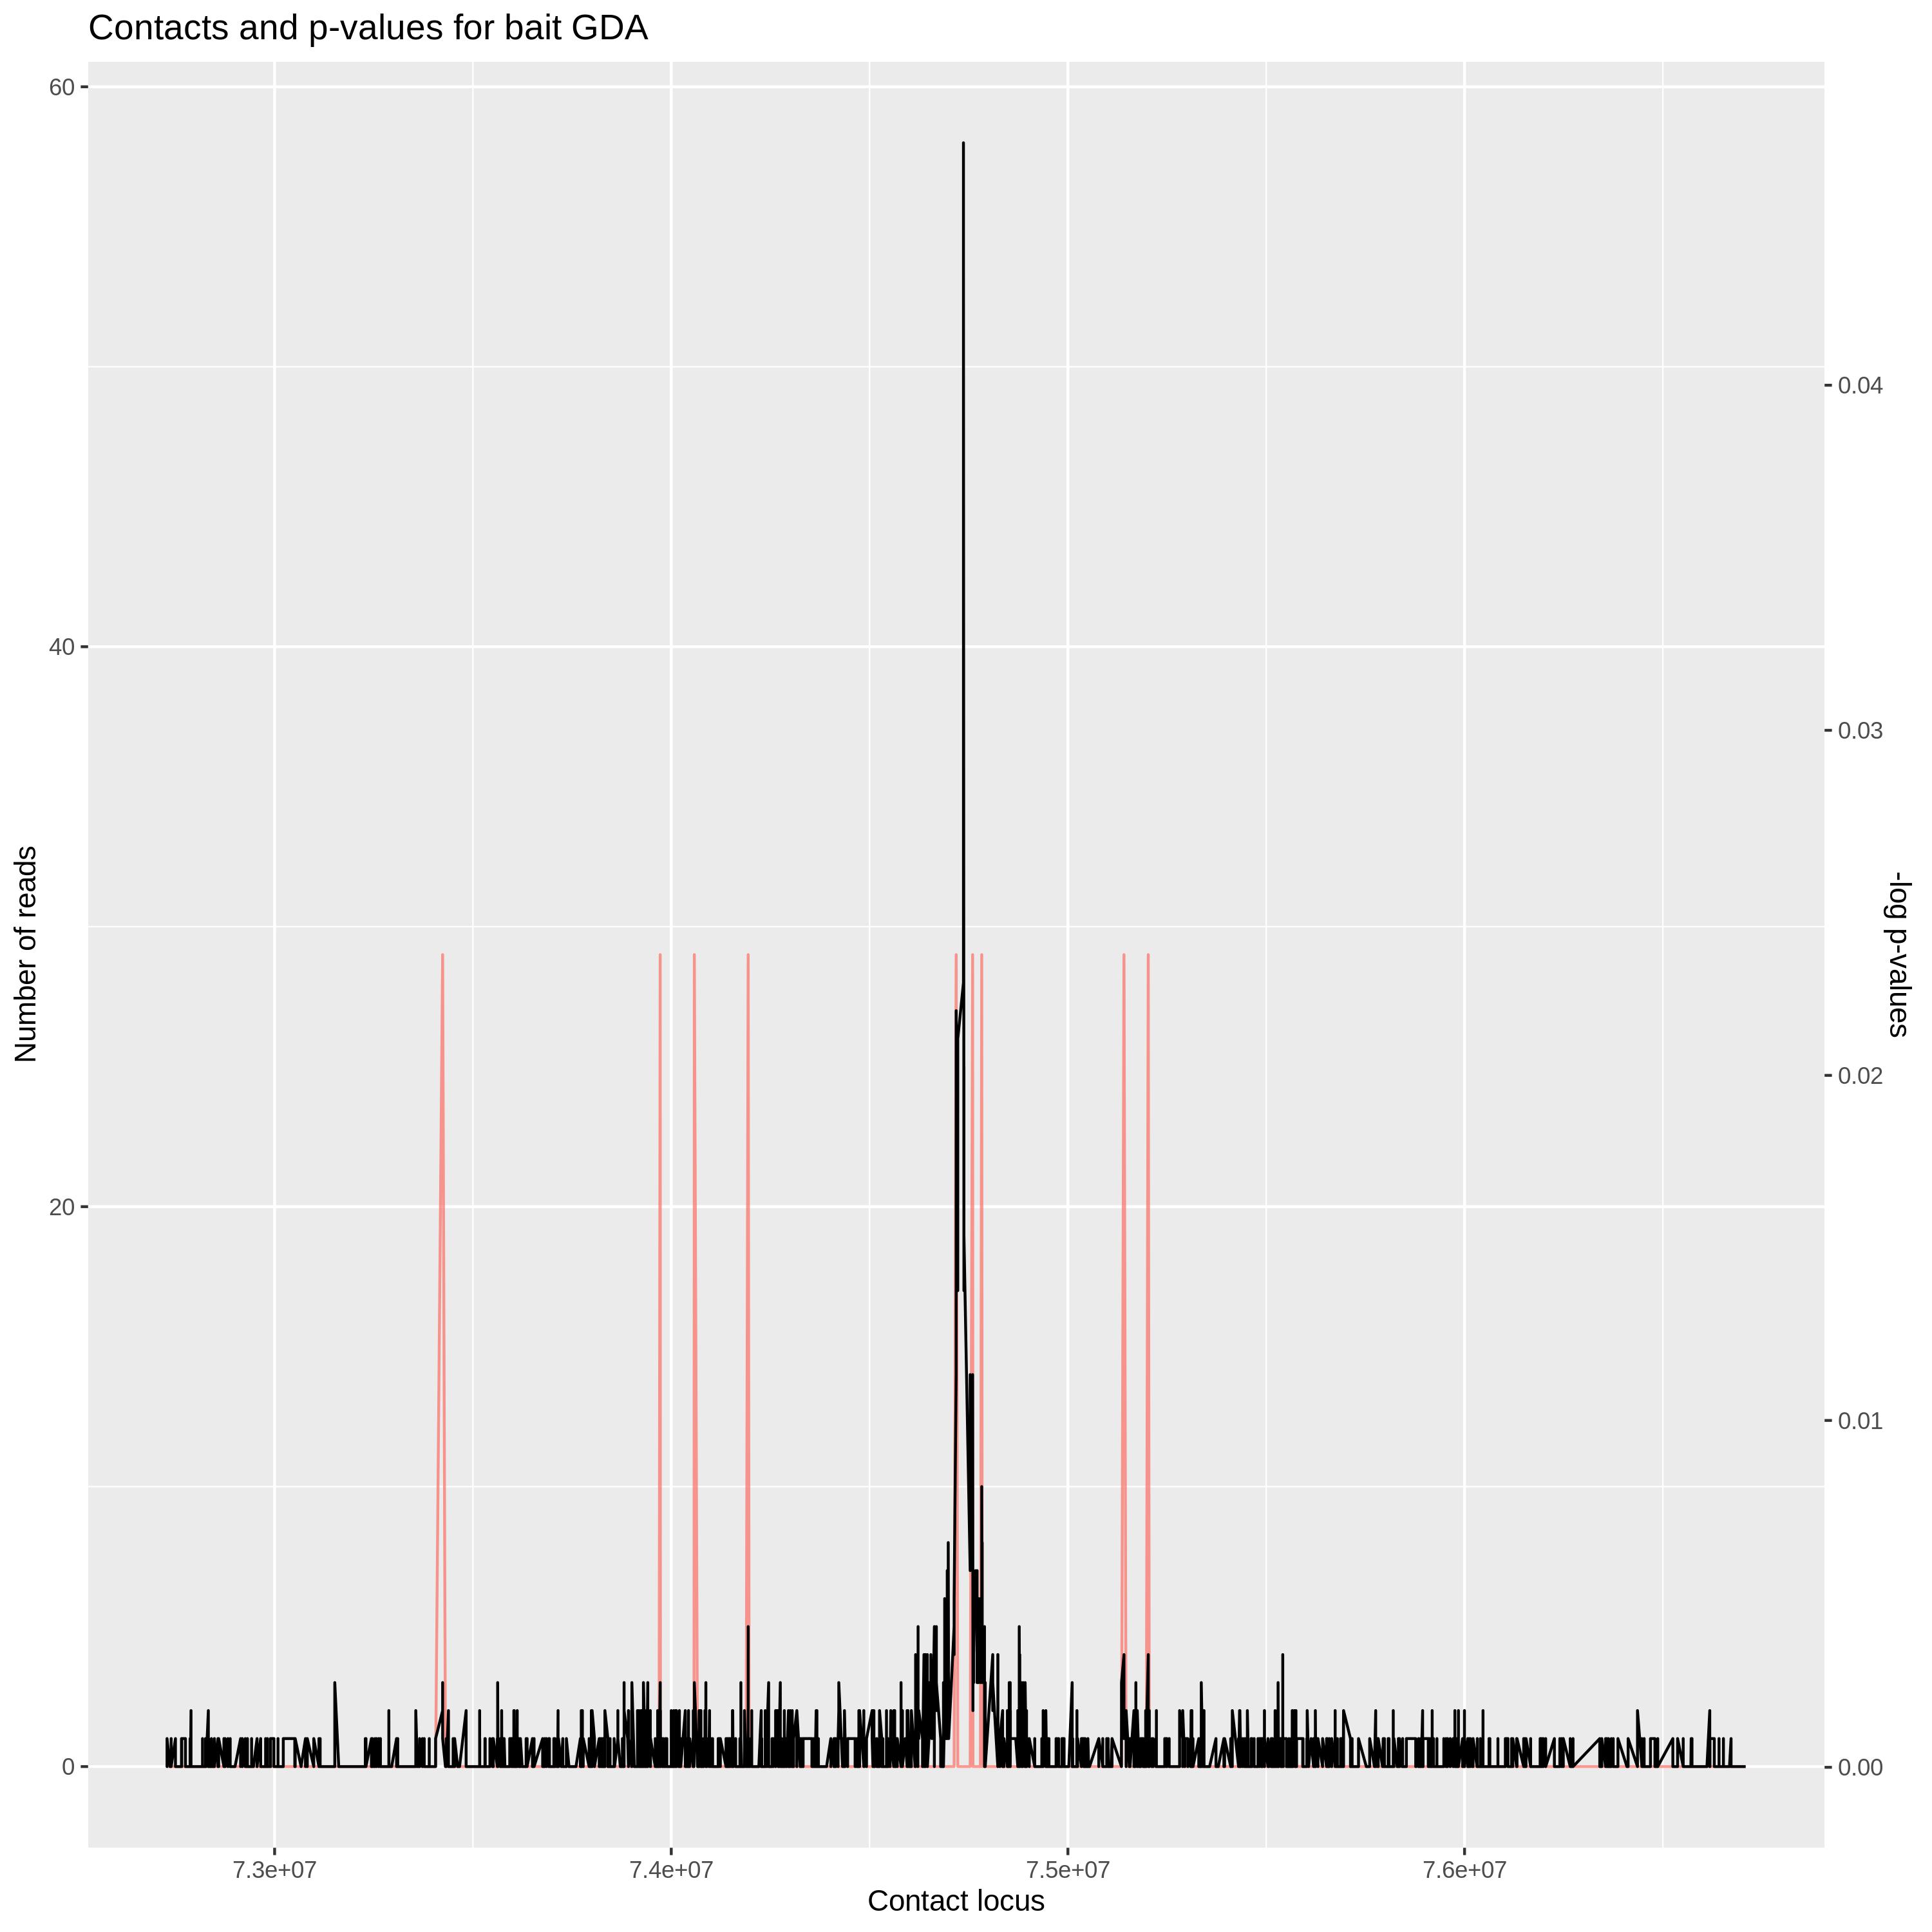 Contacts and p-values for bait GDA
60
40
20
0
Number of reads
0.04
0.03
0.02
0.01
0.00
-log p-values
7.3e+07 7.4e+07 7.5e+07 7.6e+07
Contact locus